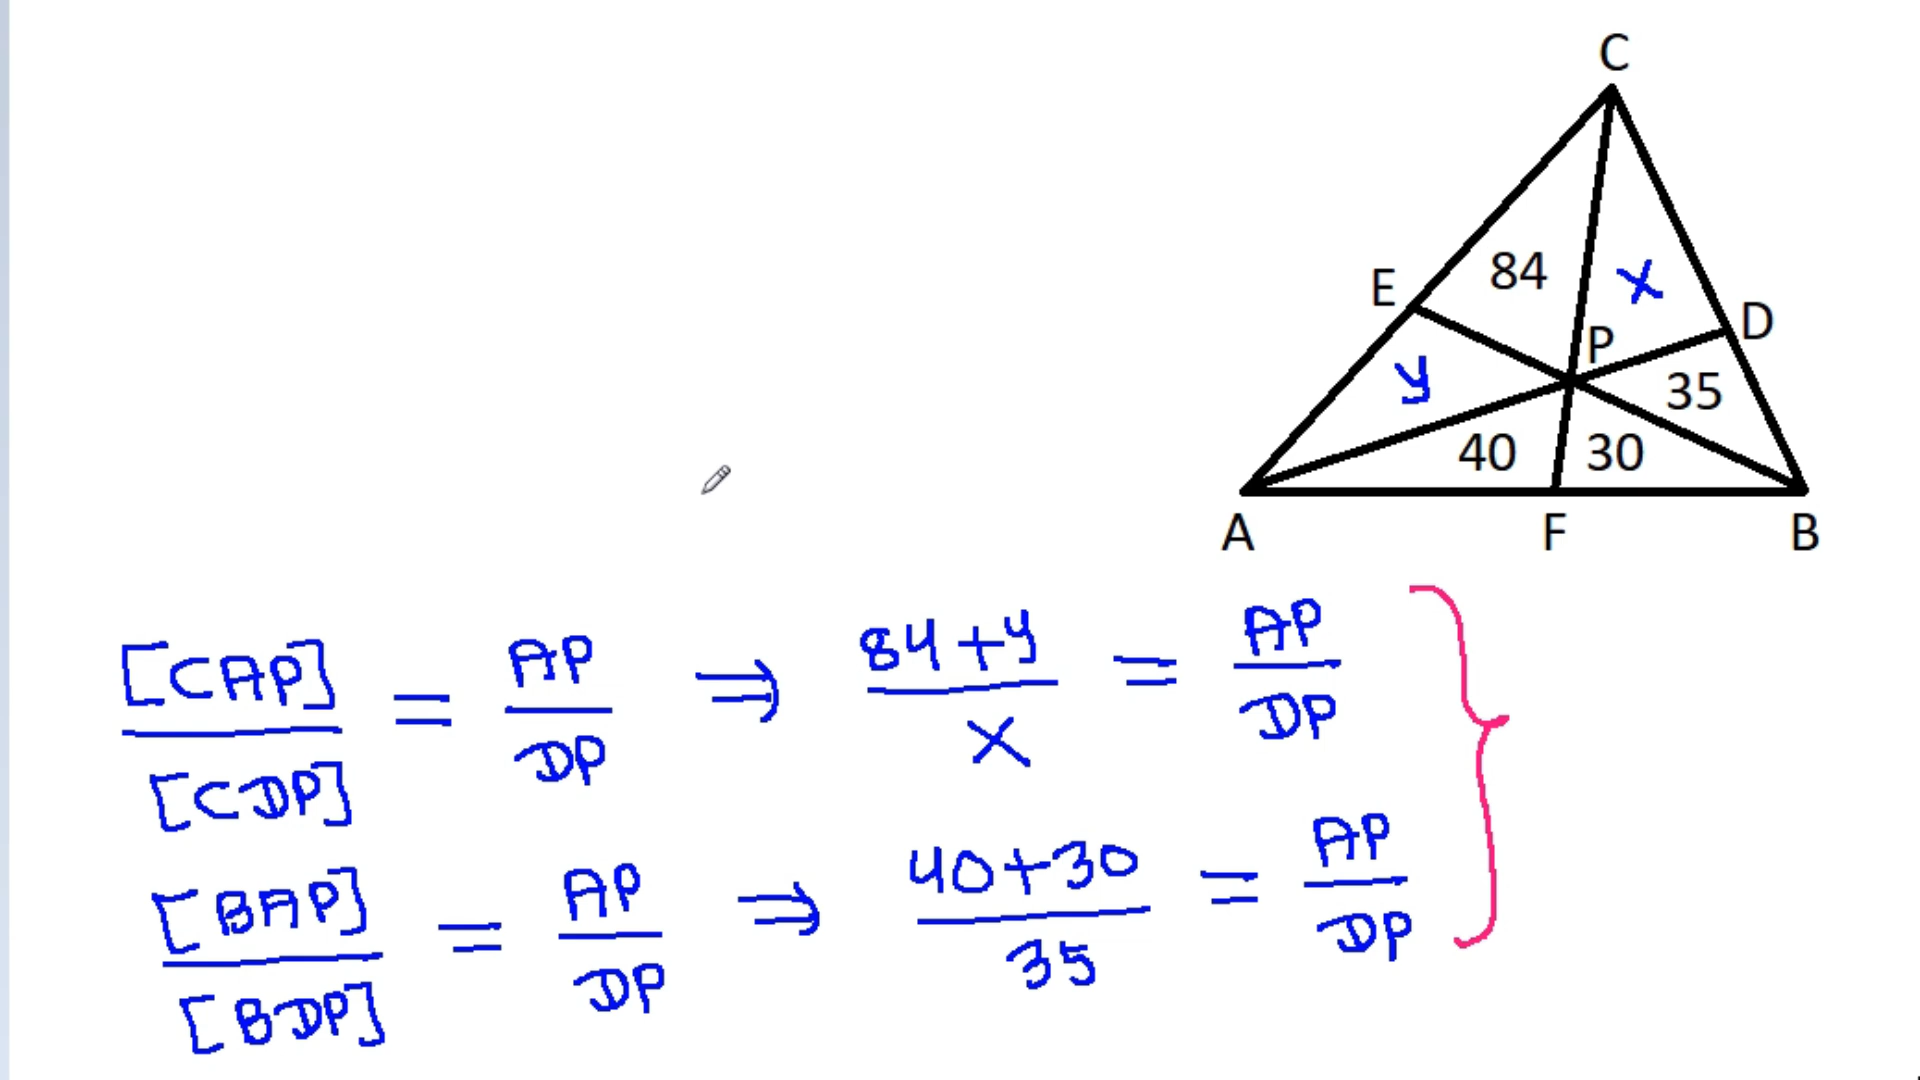 C
84 x
E
D
P
y
35
40 30
A F B
[CAP] / [CDP] = AP / DP ⇒ 84+y / x = AP / DP
[BAP] / [BDP] = AP / DP ⇒ 40+30 / 35 = AP / DP